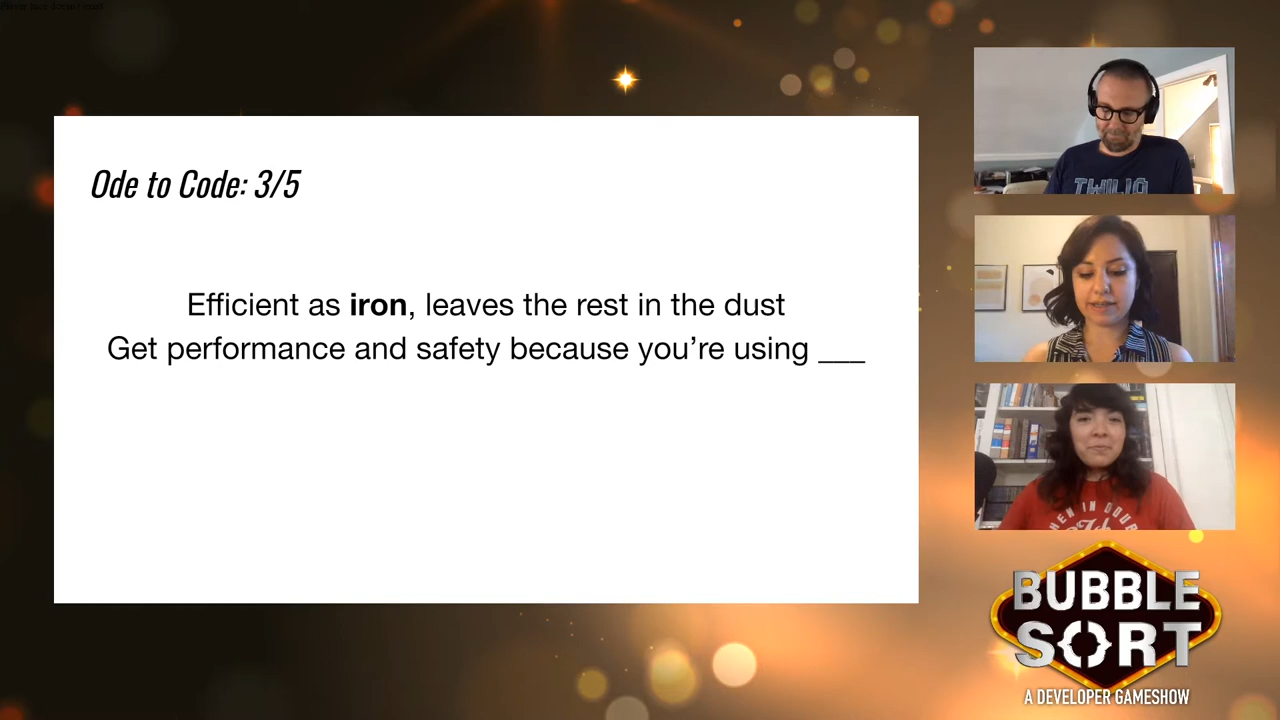 Ode to Code: 3/5
Efficient as iron, leaves the rest in the dust
Get performance and safety because you're using ___
TWILIO
BUBBLE
SORT
A DEVELOPER GAMESHOW